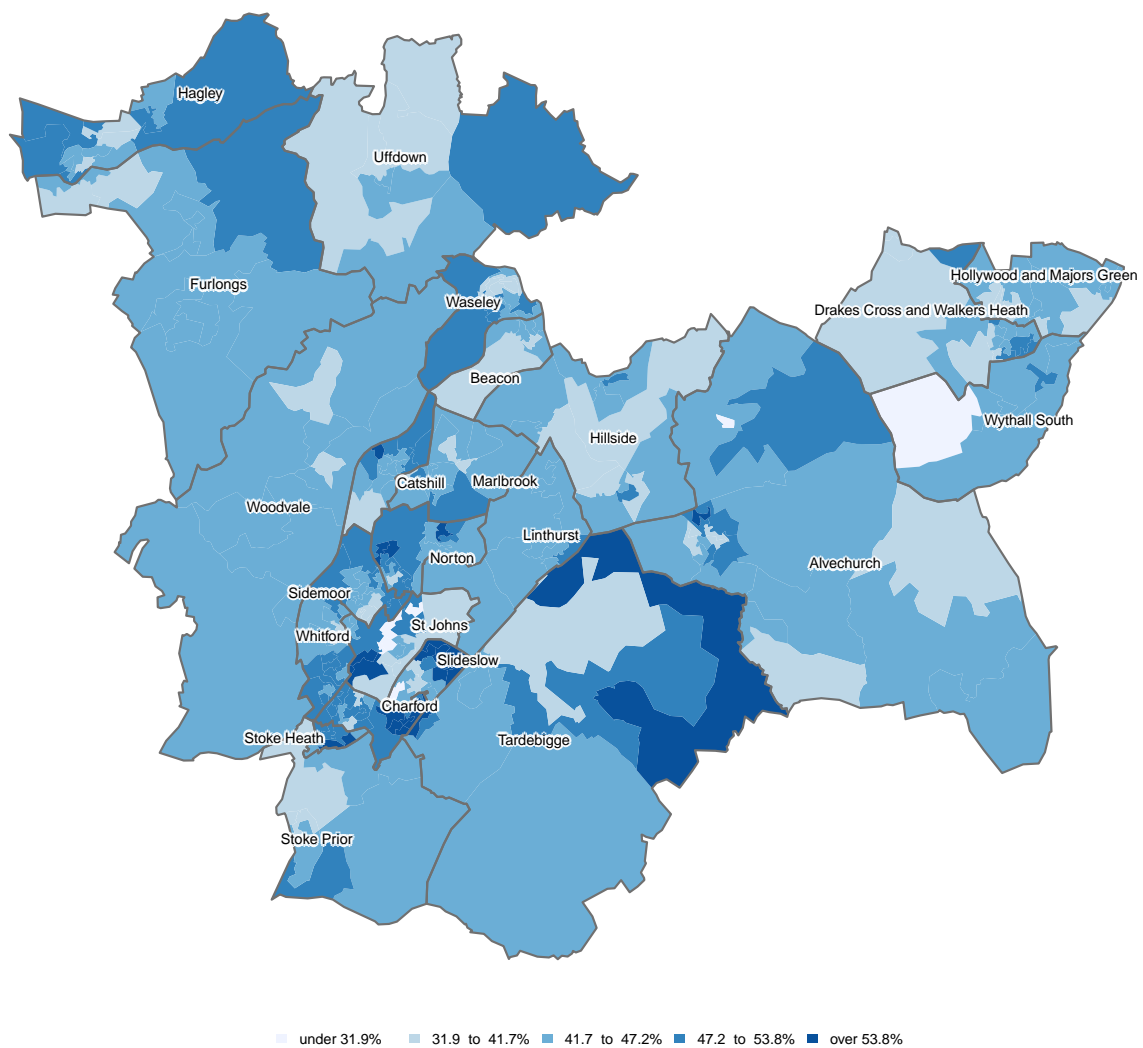 Hagley
Uffdown
Hollywood and Majors Green
Furlongs
Waseley
Drakes Cross and Walkers Heath
Beacon
Wythall South
Hillside
Catshill
Marlbrook
Woodvale
Linthurst
Norton
Alvechurch
Sidemoor
St Johns
Whitford
Slideslow
Charford
Stoke Heath
Tardebigge
Stoke Prior
under 31.9% 31.9 to 41.7% 41.7 to 47.2% 47.2 to 53.8% over 53.8%